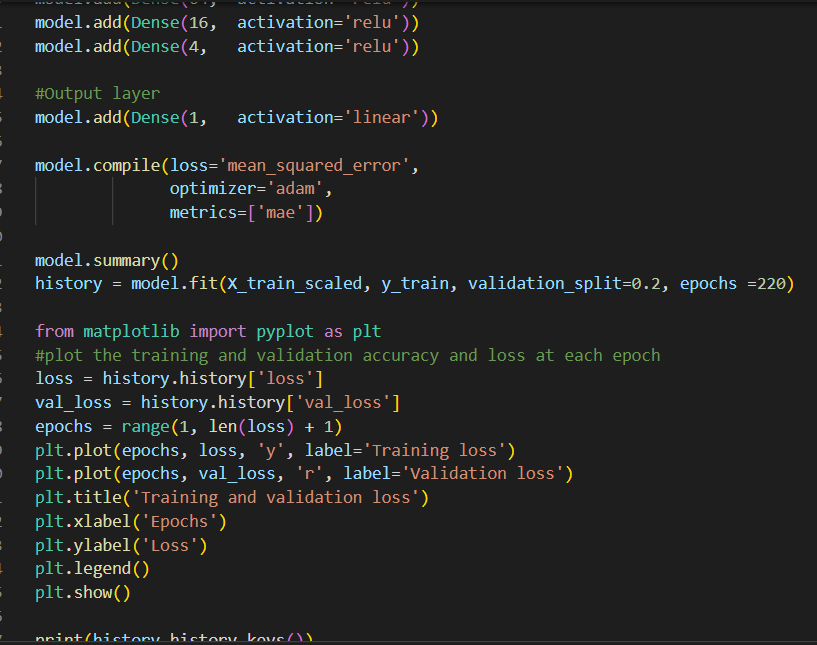 model.add(Dense(16,  activation='relu'))
model.add(Dense(4,   activation='relu'))
#Output layer
model.add(Dense(1,   activation='linear'))
model.compile(loss='mean_squared_error',
optimizer='adam',
metrics=['mae'])
model.summary()
history = model.fit(X_train_scaled, y_train, validation_split=0.2, epochs =220)
from matplotlib import pyplot as plt
#plot the training and validation accuracy and loss at each epoch
loss = history.history['loss']
val_loss = history.history['val_loss']
epochs = range(1, len(loss) + 1)
plt.plot(epochs, loss, 'y', label='Training loss')
plt.plot(epochs, val_loss, 'r', label='Validation loss')
plt.title('Training and validation loss')
plt.xlabel('Epochs')
plt.ylabel('Loss')
plt.legend()
plt.show()
print(history.history.keys())